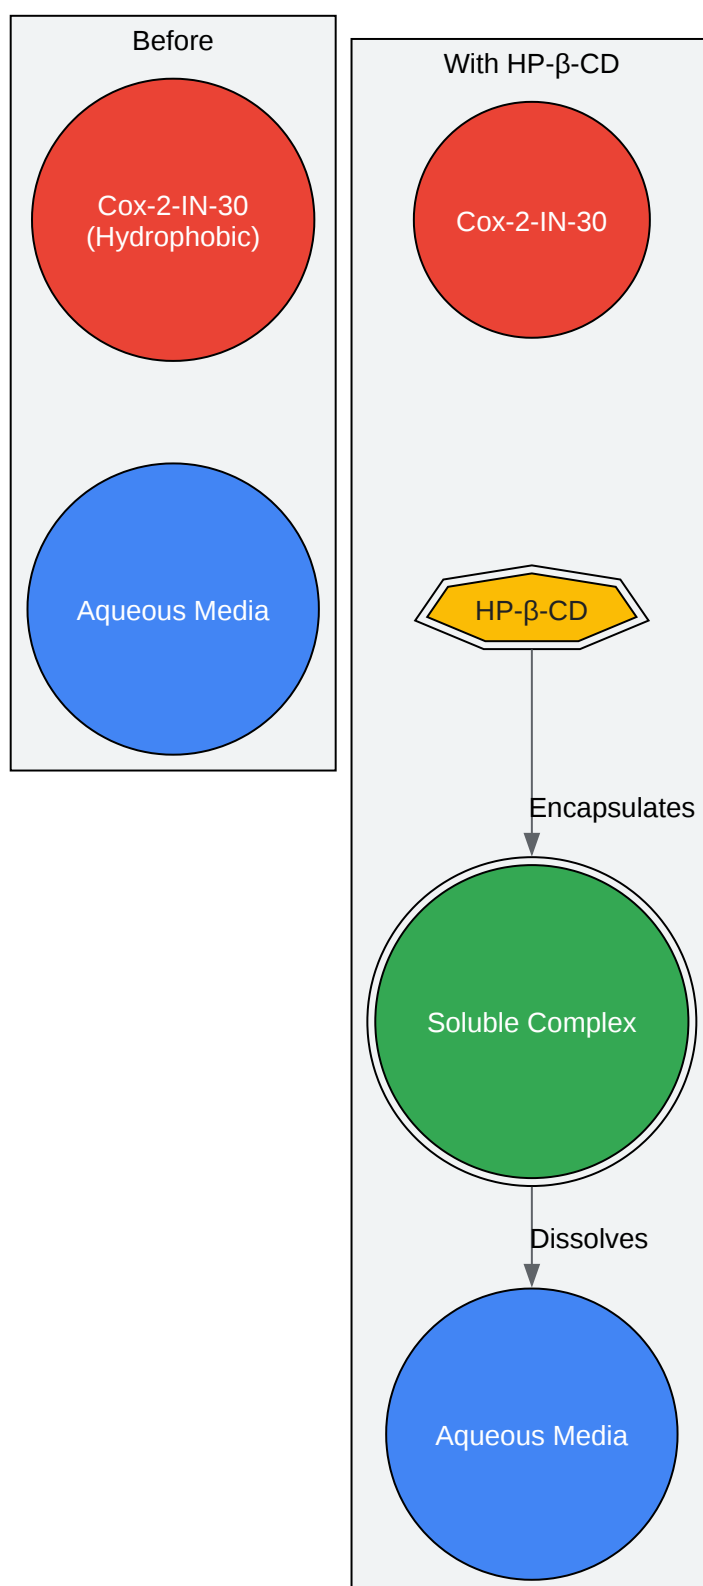 Before
Cox-2-IN-30
(Hydrophobic)
Aqueous Media
With HP-β-CD
Cox-2-IN-30
HP-β-CD
Encapsulates
Soluble Complex
Dissolves
Aqueous Media